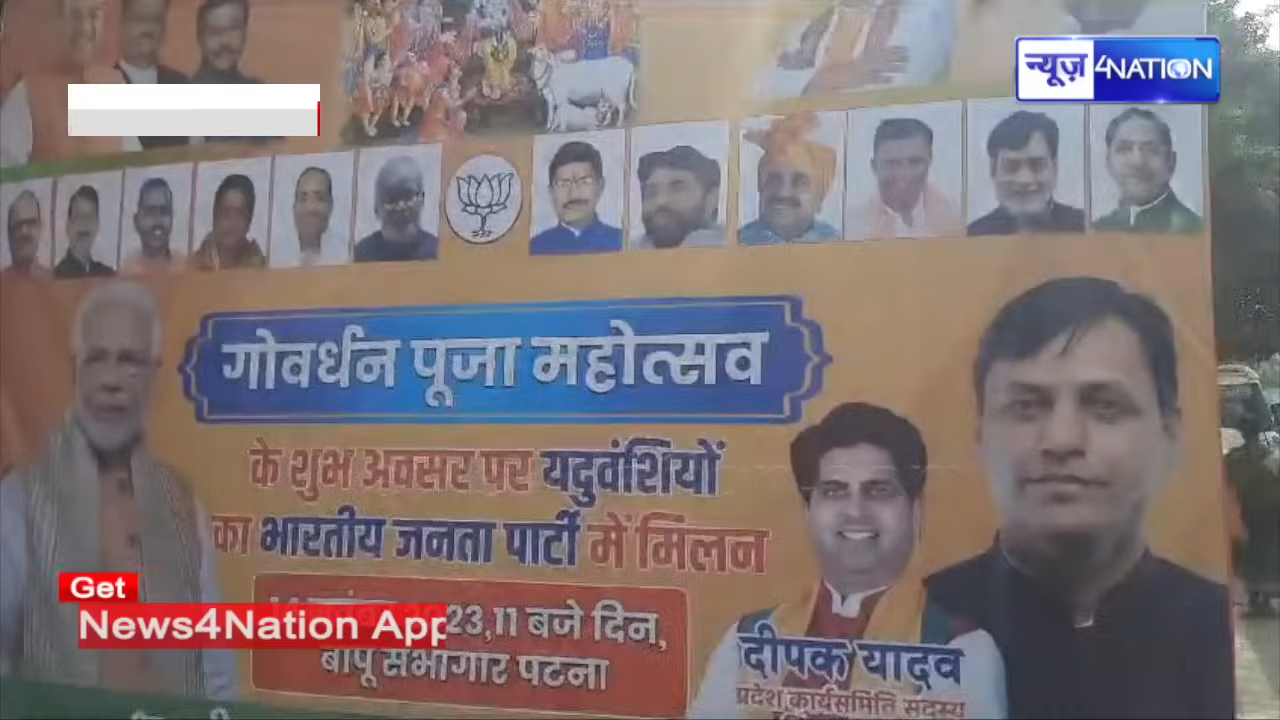 न्यूज़ 4NATION
गोवर्धन पूजा महोत्सव
के शुभ अवसर पर यदुवंशियों
का भारतीय जनता पार्टी में मिलन
23,11 बजे दिन,
बापू सभागार पटना
दीपक यादव
प्रदेश कार्यसमिति सदस्य
Get
News4Nation App